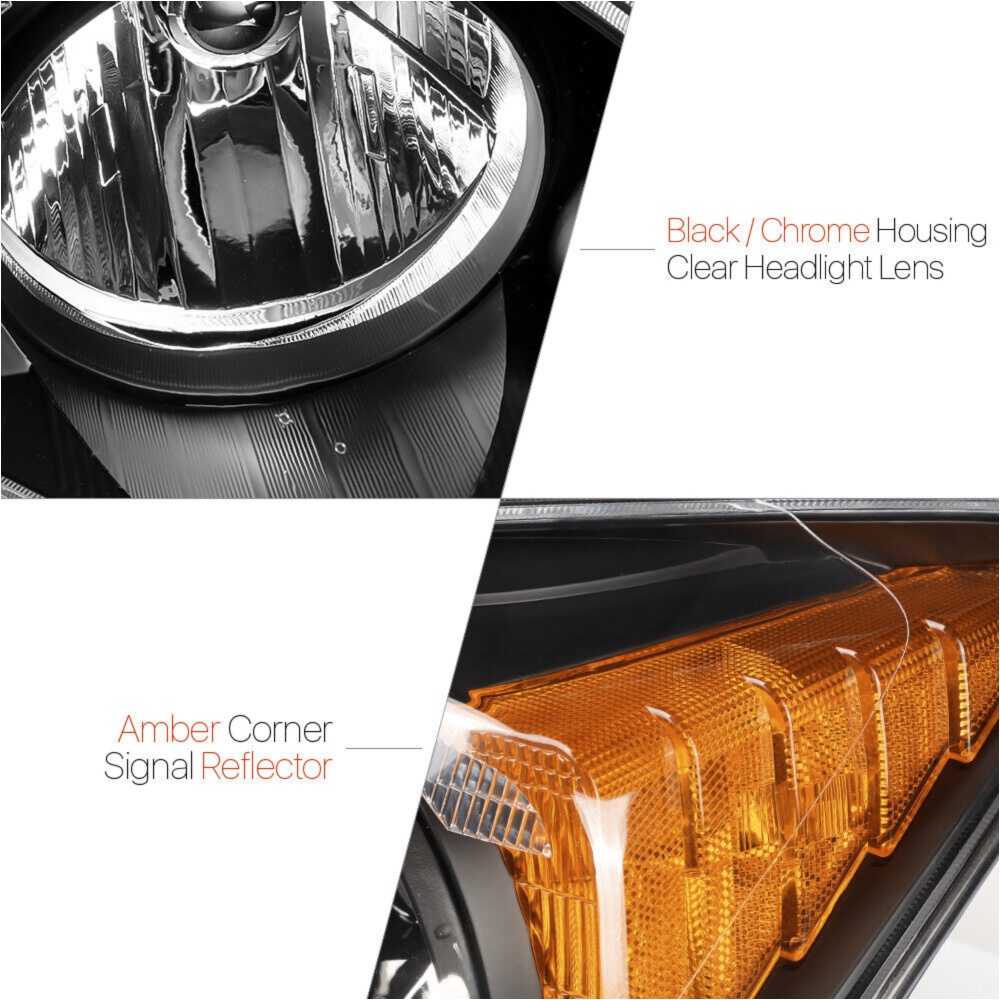 Black / Chrome Housing
Clear Headlight Lens
Amber Corner
Signal Reflector